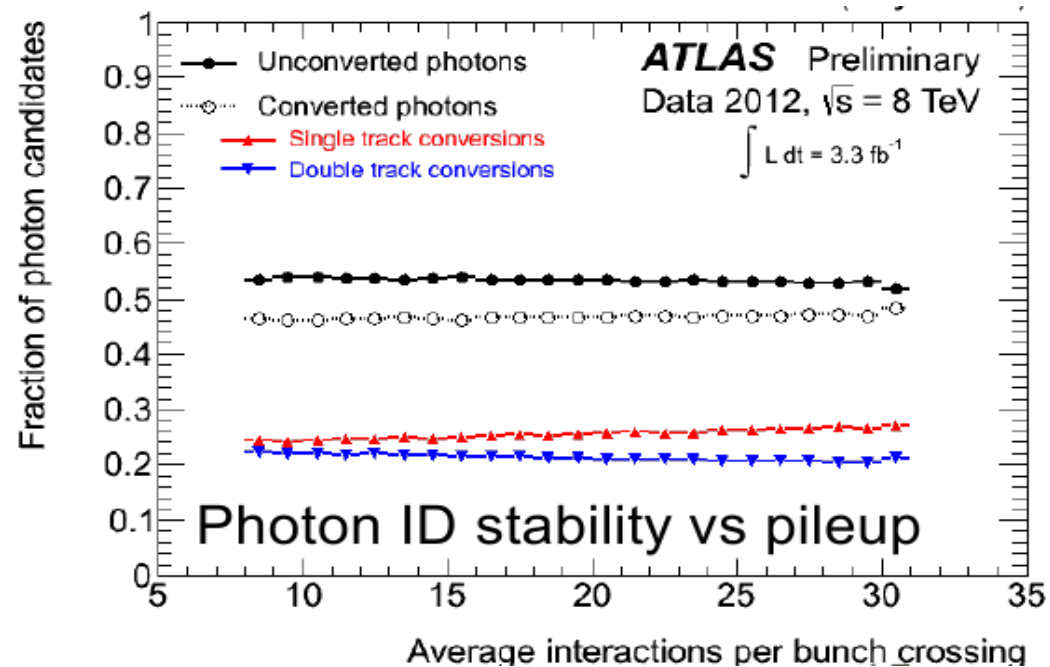 Fraction of photon candidates
1
0.9
0.8
0.7
0.6
0.5
0.4
0.3
0.2
0.1
0
Unconverted photons
Converted photons
Single track conversions
Double track conversions
ATLAS Preliminary
Data 2012, √s = 8 TeV
∫ L dt = 3.3 fb⁻¹
Photon ID stability vs pileup
5 10 15 20 25 30 35
Average interactions per bunch crossing